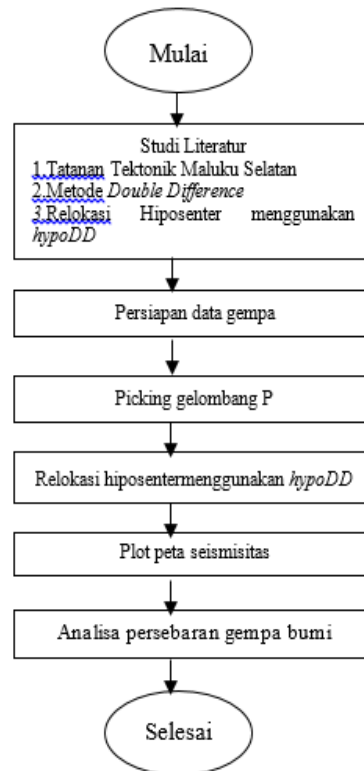 Mulai
Studi Literatur
1.Tatanan Tektonik Maluku Selatan
2.Metode Double Difference
3.Relokasi Hiposenter menggunakan
hypoDD
Persiapan data gempa
Picking gelombang P
Relokasi hiposentermenggunakan hypoDD
Plot peta seismisitas
Analisa persebaran gempa bumi
Selesai